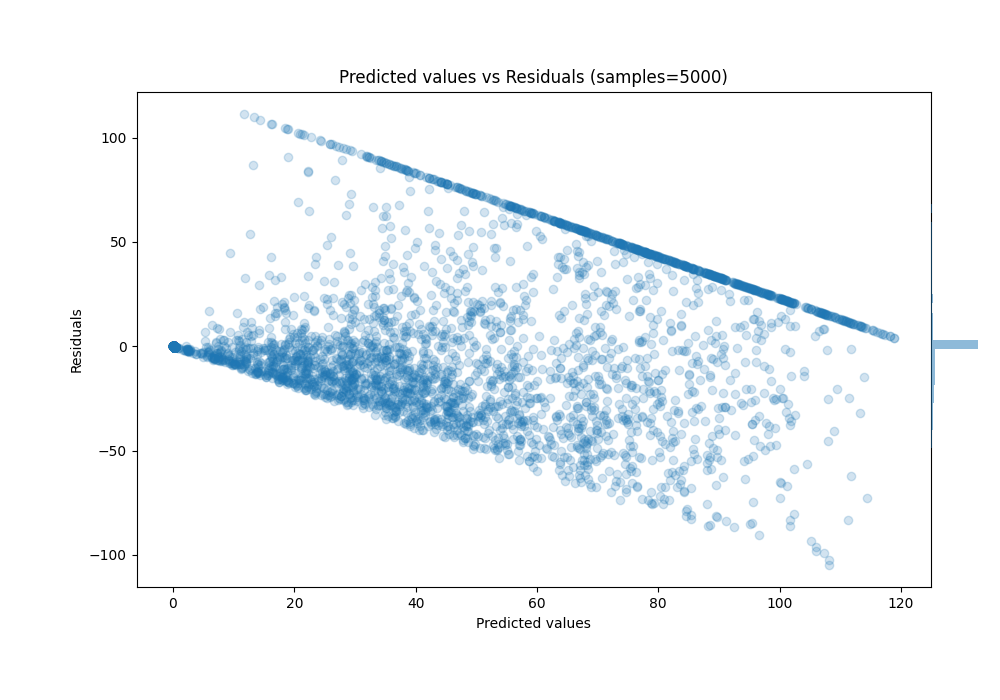 Predicted values vs Residuals (samples=5000)
100
50
0
−50
−100
Residuals
0 20 40 60 80 100 120
Predicted values